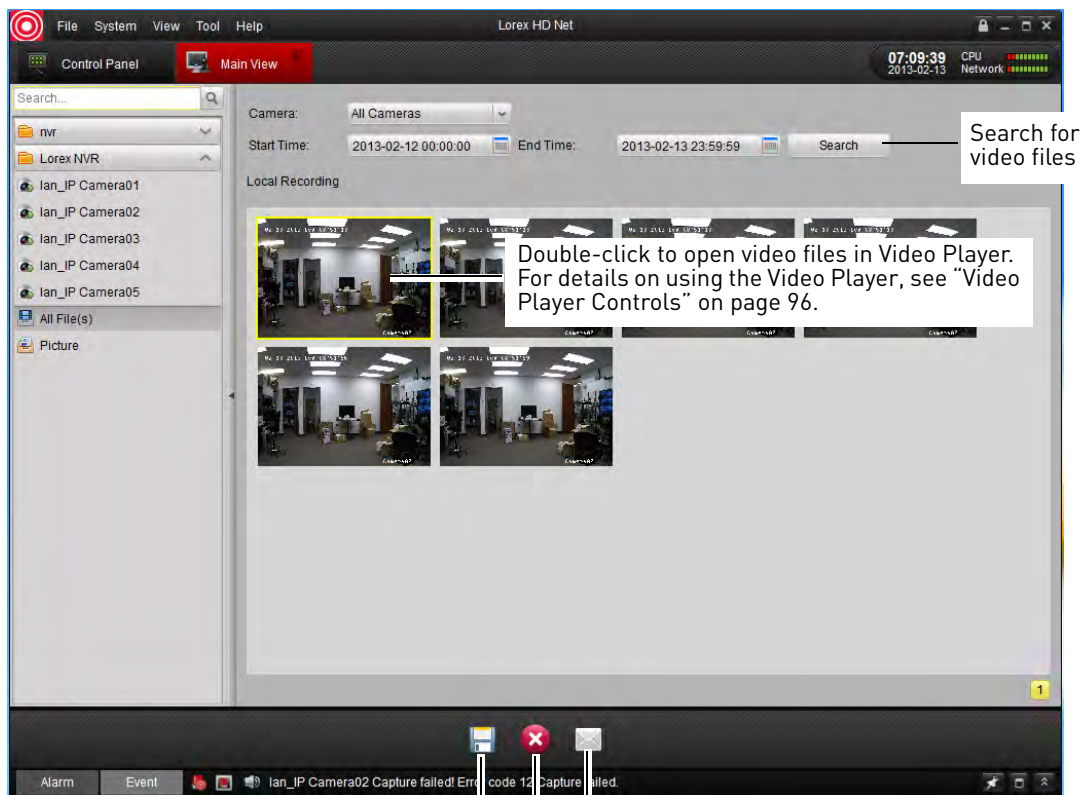 File System View Tool Help Lorex HD Net
Control Panel Main View 07:09:39 CPU
2013-02-13 Network
Search...
nvr
Lorex NVR
Ian_IP Camera01
Ian_IP Camera02
Ian_IP Camera03
Ian_IP Camera04
Ian_IP Camera05
All File(s)
Picture
Camera: All Cameras
Start Time: 2013-02-12 00:00:00 End Time: 2013-02-13 23:59:59 Search
Search for
video files
Local Recording
Double-click to open video files in Video Player.
For details on using the Video Player, see “Video
Player Controls” on page 96.
Camera02
Camera02 Camera02
1
Alarm Event Ian_IP Camera02 Capture failed! Error code 12 Capture failed.